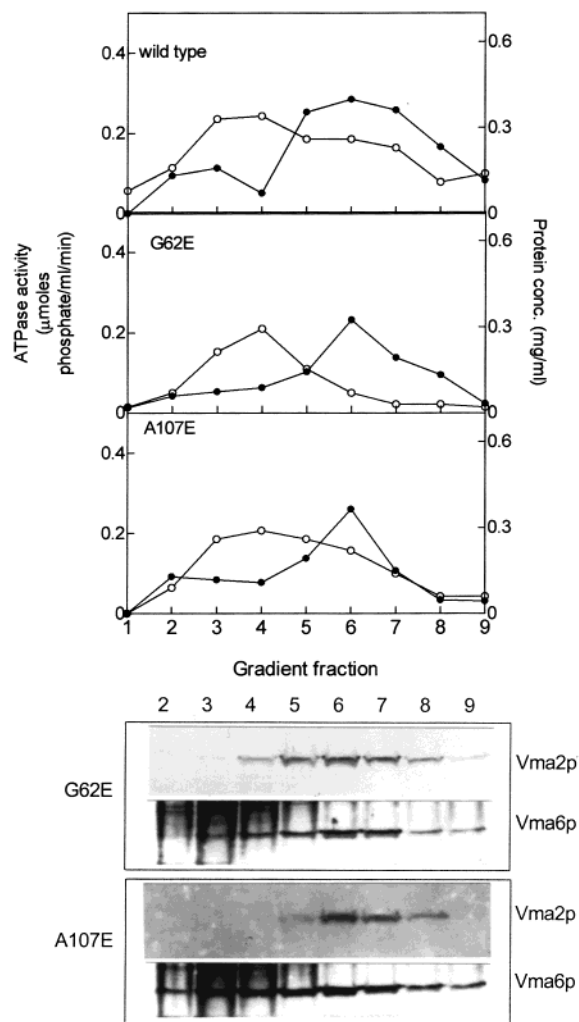 wild type
0.4
0.2
0
0.6
0.3
0
G62E
0.4
0.2
0
0.6
0.3
0
A107E
0.4
0.2
0
0.6
0.3
0
ATPase activity
(μmoles
phosphate/ml/min)
Protein conc. (mg/ml)
1 2 3 4 5 6 7 8 9
Gradient fraction
2 3 4 5 6 7 8 9
G62E
Vma2p
Vma6p
A107E
Vma2p
Vma6p